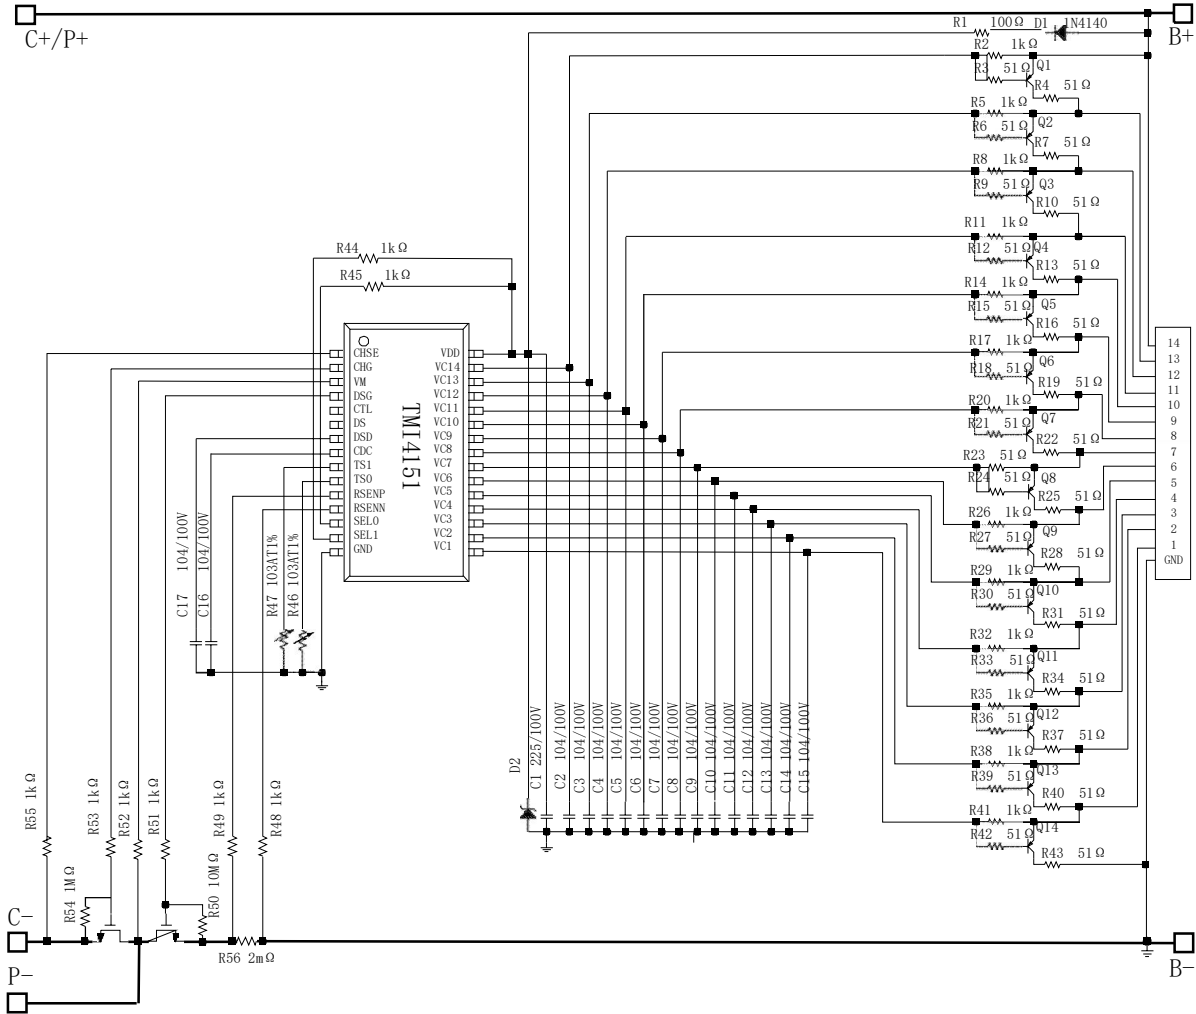 C+/P+
B+
R1 100Ω D1 1N4140
R2 1kΩ
R3 51Ω Q1
R4 51Ω
R5 1kΩ
R6 51Ω Q2
R7 51Ω
R8 1kΩ
R9 51Ω Q3
R10 51Ω
R11 1kΩ
R12 51Ω Q4
R13 51Ω
R14 1kΩ
R15 51Ω Q5
R16 51Ω
R17 1kΩ
R18 51Ω Q6
R19 51Ω
R20 1kΩ
R21 51Ω Q7
R22 51Ω
R23 51Ω
R24 51Ω Q8
R25 51Ω
R26 1kΩ
R27 51Ω Q9
R28 51Ω
R29 1kΩ
R30 51Ω Q10
R31 51Ω
R32 1kΩ
R33 51Ω Q11
R34 51Ω
R35 1kΩ
R36 51Ω Q12
R37 51Ω
R38 1kΩ
R39 51Ω Q13
R40 51Ω
R41 1kΩ
R42 51Ω Q14
R43 51Ω
14
13
12
11
10
9
8
7
6
5
4
3
2
1
GND
R44 1kΩ
R45 1kΩ
CHSE
CHG
VM
DSG
CTL
DS
DSD
CDC
TS1
TS0
RSENP
RSENN
SEL0
SEL1
GND
TMI4151
VDD
VC14
VC13
VC12
VC11
VC10
VC9
VC8
VC7
VC6
VC5
VC4
VC3
VC2
VC1
C17 104/100V
C16 104/100V
R47 103AT1%
R46 103AT1%
D2
C1 225/100V
C2 104/100V
C3 104/100V
C4 104/100V
C5 104/100V
C6 104/100V
C7 104/100V
C8 104/100V
C9 104/100V
C10 104/100V
C11 104/100V
C12 104/100V
C13 104/100V
C14 104/100V
C15 104/100V
R55 1kΩ
R53 1kΩ
R52 1kΩ
R51 1kΩ
R49 1kΩ
R48 1kΩ
R54 1MΩ
R50 10MΩ
C-
R56 2mΩ
P-
B-